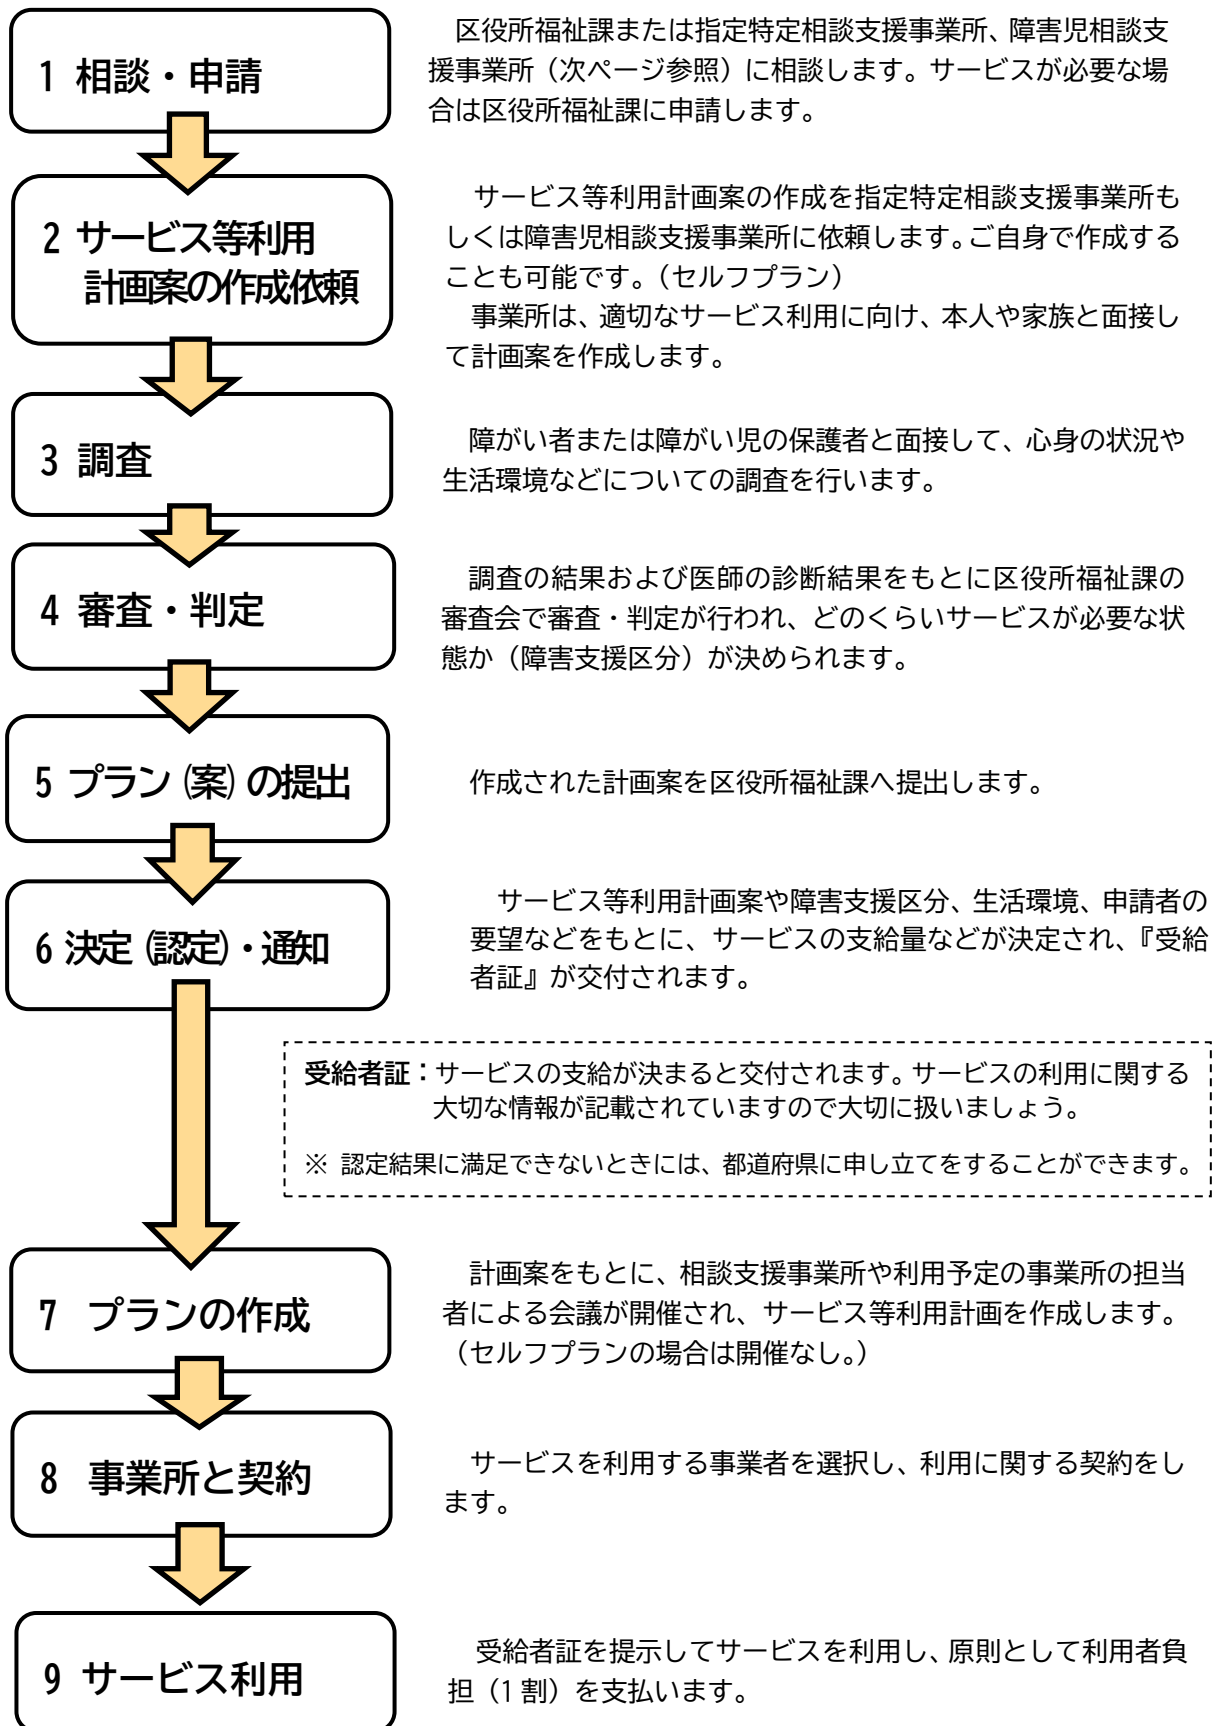 1 相談・申請
区役所福祉課または指定特定相談支援事業所、障害児相談支
援事業所（次ページ参照）に相談します。サービスが必要な場
合は区役所福祉課に申請します。
2 サービス等利用
計画案の作成依頼
サービス等利用計画案の作成を指定特定相談支援事業所も
しくは障害児相談支援事業所に依頼します。ご自身で作成する
ことも可能です。（セルフプラン）
事業所は、適切なサービス利用に向け、本人や家族と面接し
て計画案を作成します。
3 調査
障がい者または障がい児の保護者と面接して、心身の状況や
生活環境などについての調査を行います。
4 審査・判定
調査の結果および医師の診断結果をもとに区役所福祉課の
審査会で審査・判定が行われ、どのくらいサービスが必要な状
態か（障害支援区分）が決められます。
5 プラン（案）の提出
作成された計画案を区役所福祉課へ提出します。
6 決定（認定）・通知
サービス等利用計画案や障害支援区分、生活環境、申請者の
要望などをもとに、サービスの支給量などが決定され、『受給
者証』が交付されます。
受給者証：サービスの支給が決まると交付されます。サービスの利用に関する
大切な情報が記載されていますので大切に扱いましょう。
※ 認定結果に満足できないときには、都道府県に申し立てをすることができます。
7 プランの作成
計画案をもとに、相談支援事業所や利用予定の事業所の担当
者による会議が開催され、サービス等利用計画を作成します。
（セルフプランの場合は開催なし。）
8 事業所と契約
サービスを利用する事業者を選択し、利用に関する契約をし
ます。
9 サービス利用
受給者証を提示してサービスを利用し、原則として利用者負
担（1割）を支払います。